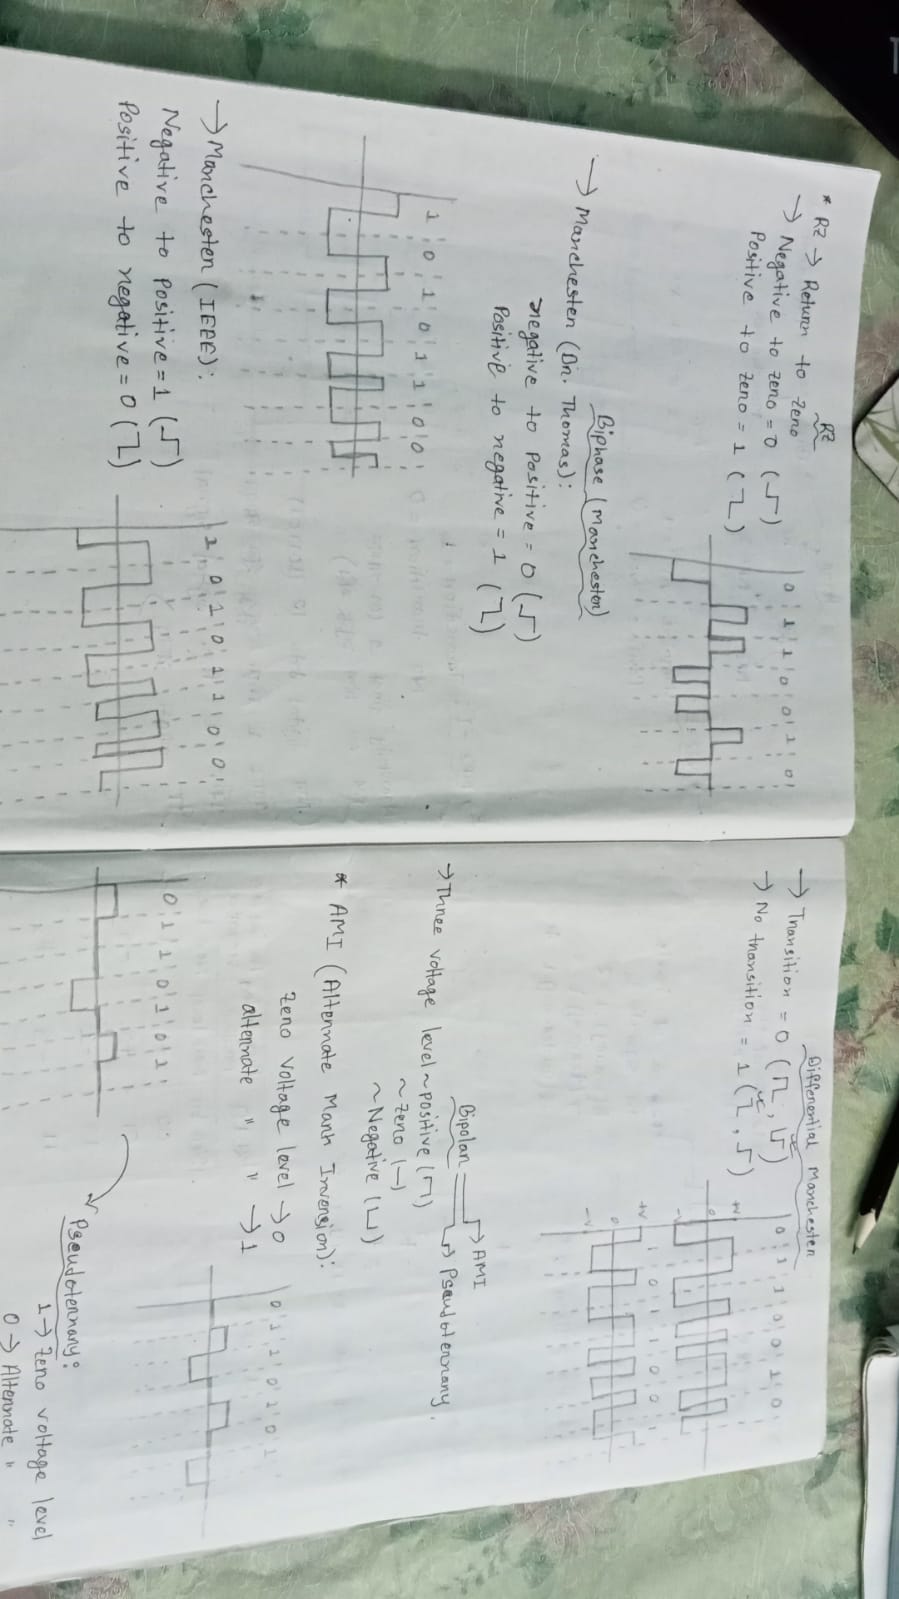 RZ
* RZ → Return to zero
→ Negative to zero = 0 ( )
Positive to zero = 1 ( )
0 1 1 0 0 1 0
Biphase (Manchester)
→ Manchester (Dr. Thomas):
negative to positive = 0 ( )
Positive to negative = 1 ( )
1 0 1 0 1 1 0 0
→ Manchester (IEEE):
Negative to positive = 1 ( )
Positive to negative = 0 ( )
1 0 1 0 1 1 0 0
Differential Manchester
→ Transition = 0 ( , )
→ No transition = 1 ( , )
0 1 1 0 0 1 0
+V
0
-V
1 0 1 1 0 0 1
+V
0
-V
Bipolar → AMI
→ Pseudoternary.
→ Three voltage level ~ positive ( )
~ zero (—)
~ Negative ( )
* AMI (Alternate Mark Inversion):
Zero voltage level → 0
alternate " " → 1
0 1 1 0 1 0 1
0 1 1 0 1 0 1
Pseudoternary:
1 → Zero voltage level
0 → Alternate " "